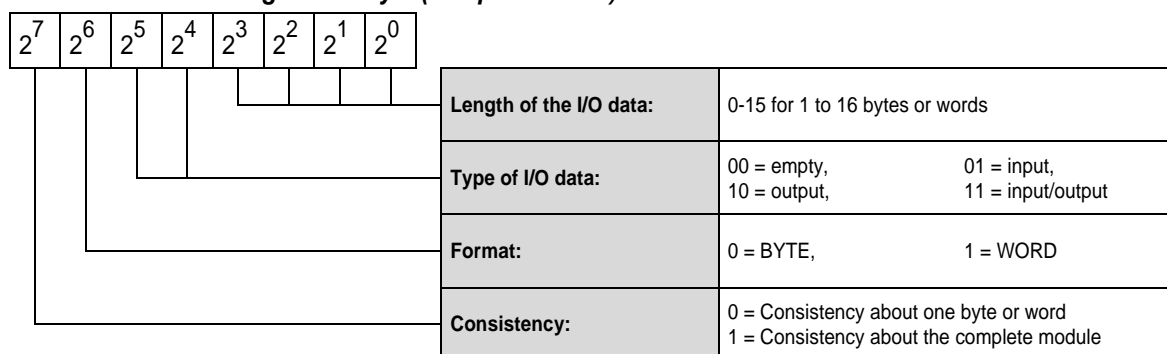 2^7 2^6 2^5 2^4 2^3 2^2 2^1 2^0
Length of the I/O data: 0-15 for 1 to 16 bytes or words
Type of I/O data: 00 = empty, 01 = input,
10 = output, 11 = input/output
Format: 0 = BYTE, 1 = WORD
Consistency: 0 = Consistency about one byte or word
1 = Consistency about the complete module